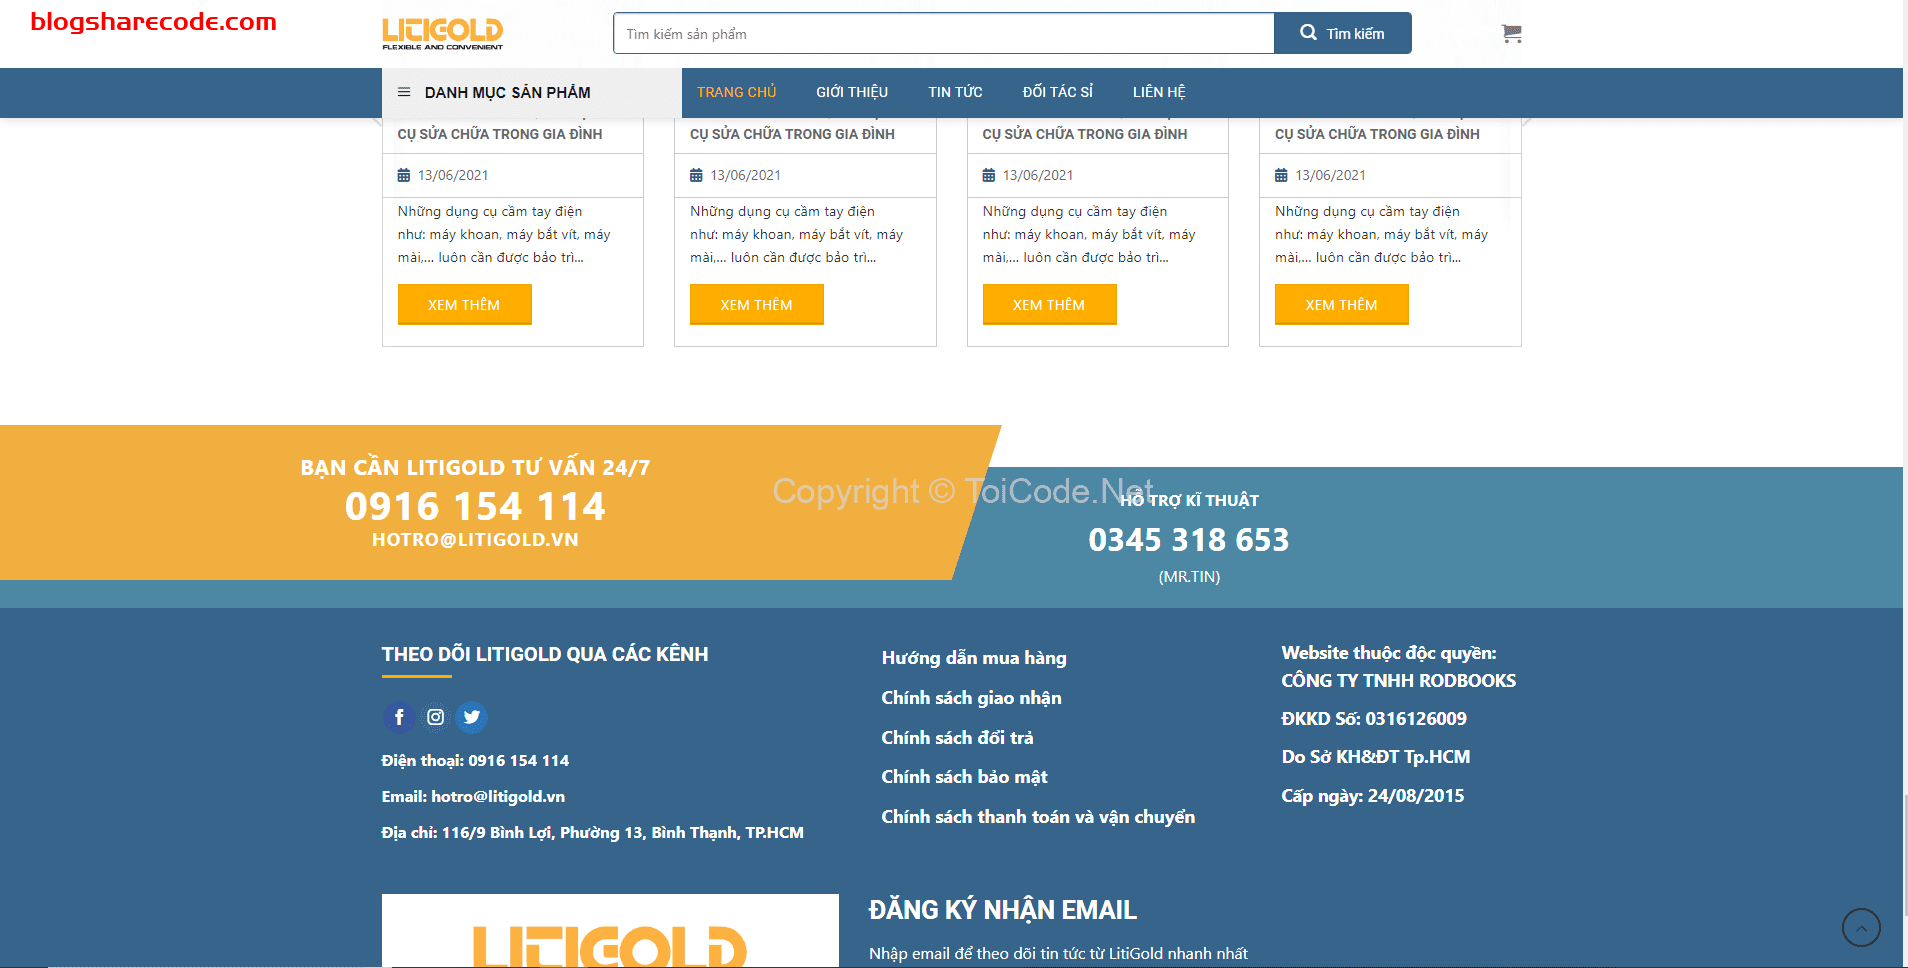 blogsharecode.com
LITIGOLD
FLEXIBLE AND CONVENIENT
Tìm kiếm sản phẩm
Tìm kiếm
DANH MỤC SẢN PHẨM
TRANG CHỦ
GIỚI THIỆU
TIN TỨC
ĐỐI TÁC SỈ
LIÊN HỆ
CỤ SỬA CHỮA TRONG GIA ĐÌNH
13/06/2021
Những dụng cụ cầm tay điện
như: máy khoan, máy bắt vít, máy
mài,... luôn cần được bảo trì...
XEM THÊM
CỤ SỬA CHỮA TRONG GIA ĐÌNH
13/06/2021
Những dụng cụ cầm tay điện
như: máy khoan, máy bắt vít, máy
mài,... luôn cần được bảo trì...
XEM THÊM
CỤ SỬA CHỮA TRONG GIA ĐÌNH
13/06/2021
Những dụng cụ cầm tay điện
như: máy khoan, máy bắt vít, máy
mài,... luôn cần được bảo trì...
XEM THÊM
CỤ SỬA CHỮA TRONG GIA ĐÌNH
13/06/2021
Những dụng cụ cầm tay điện
như: máy khoan, máy bắt vít, máy
mài,... luôn cần được bảo trì...
XEM THÊM
BẠN CẦN LITIGOLD TƯ VẤN 24/7
0916 154 114
HOTRO@LITIGOLD.VN
Copyright © ToiCode.Net
HỖ TRỢ KĨ THUẬT
0345 318 653
(MR.TIN)
THEO DÕI LITIGOLD QUA CÁC KÊNH
Điện thoại: 0916 154 114
Email: hotro@litigold.vn
Địa chỉ: 116/9 Bình Lợi, Phường 13, Bình Thạnh, TP.HCM
Hướng dẫn mua hàng
Chính sách giao nhận
Chính sách đổi trả
Chính sách bảo mật
Chính sách thanh toán và vận chuyển
Website thuộc độc quyền:
CÔNG TY TNHH RODBOOKS
ĐKKD Số: 0316126009
Do Sở KH&ĐT Tp.HCM
Cấp ngày: 24/08/2015
LITIGOLD
ĐĂNG KÝ NHẬN EMAIL
Nhập email để theo dõi tin tức từ LitiGold nhanh nhất